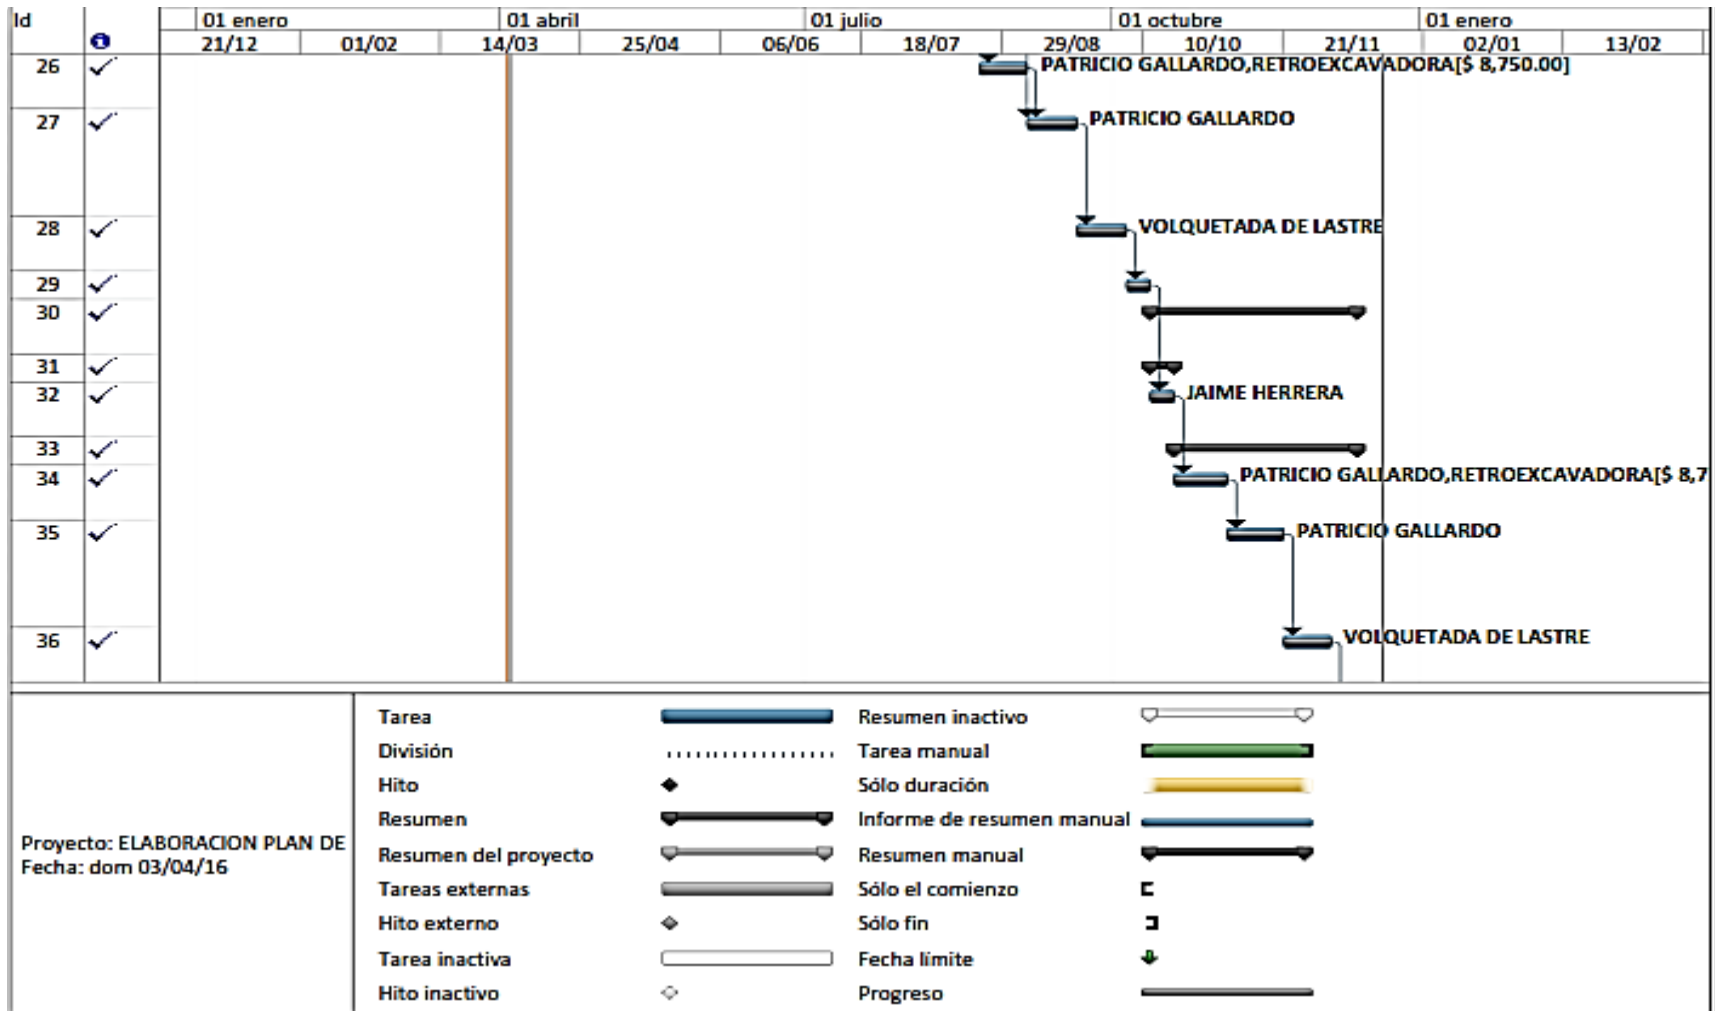 Id
01 enero 01 abril 01 julio 01 octubre 01 enero
21/12 01/02 14/03 25/04 06/06 18/07 29/08 10/10 21/11 02/01 13/02
26 PATRICIO GALLARDO,RETROEXCAVADORA[$ 8,750.00]
27 PATRICIO GALLARDO
28 VOLQUETADA DE LASTRE
29
30
31
32 JAIME HERRERA
33
34 PATRICIO GALLARDO,RETROEXCAVADORA[$ 8,7
35 PATRICIO GALLARDO
36 VOLQUETADA DE LASTRE
Proyecto: ELABORACION PLAN DE
Fecha: dom 03/04/16
Tarea
División
Hito
Resumen
Resumen del proyecto
Tareas externas
Hito externo
Tarea inactiva
Hito inactivo
Resumen inactivo
Tarea manual
Sólo duración
Informe de resumen manual
Resumen manual
Sólo el comienzo
Sólo fin
Fecha límite
Progreso